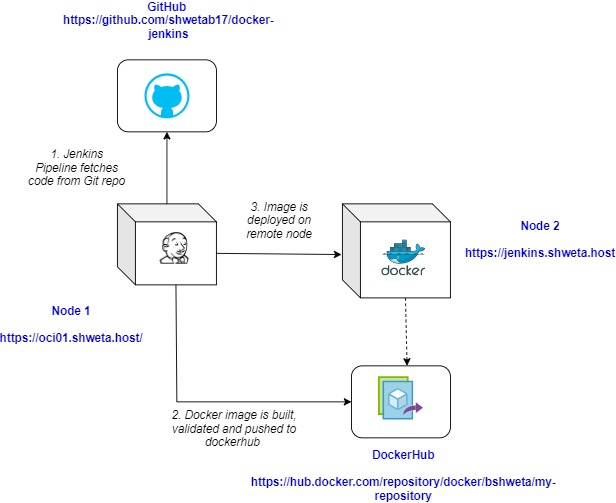 GitHub
https://github.com/shwetab17/docker-
jenkins
1. Jenkins
Pipeline fetches
code from Git repo
3. Image is
deployed on
remote node
Node 2
https://jenkins.shweta.host
docker
Node 1
https://oci01.shweta.host/
2. Docker image is built,
validated and pushed to
dockerhub
DockerHub
https://hub.docker.com/repository/docker/bshweta/my-
repository